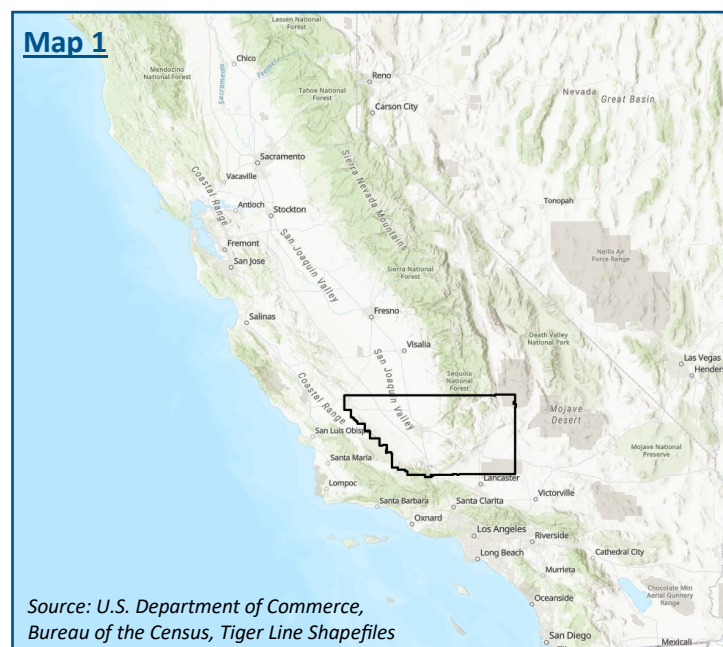 Map 1
Lassen National
Forest
Mendocino
National Forest
Chico
Sacramento
Feather
Reno
Tahoe National
Forest
Carson City
Nevada
Great Basin
Sacramento
Vacaville
Coastal Range
Sierra Nevada Mountains
Antioch
Stockton
Tonopah
San Joaquin Valley
Nellis Air
Force Range
Fremont
San Jose
Sierra National
Forest
Salinas
Fresno
Death Valley
National Park
Visalia
Las Vegas
Henders
San Joaquin Valley
Sequoia
National
Forest
Coastal Range
Mojave
Desert
San Luis Obisp
Mojave National
Preserve
Santa Maria
Lompoc
Lancaster
Santa Barbara
Santa Clarita
Victorville
Oxnard
Los Angeles
Riverside
Long Beach
Cathedral City
Murrieta
Chocolate Mtn
Aerial Gunnery
Range
Oceanside
San Diego
Mexicali
Source: U.S. Department of Commerce,
Bureau of the Census, Tiger Line Shapefiles